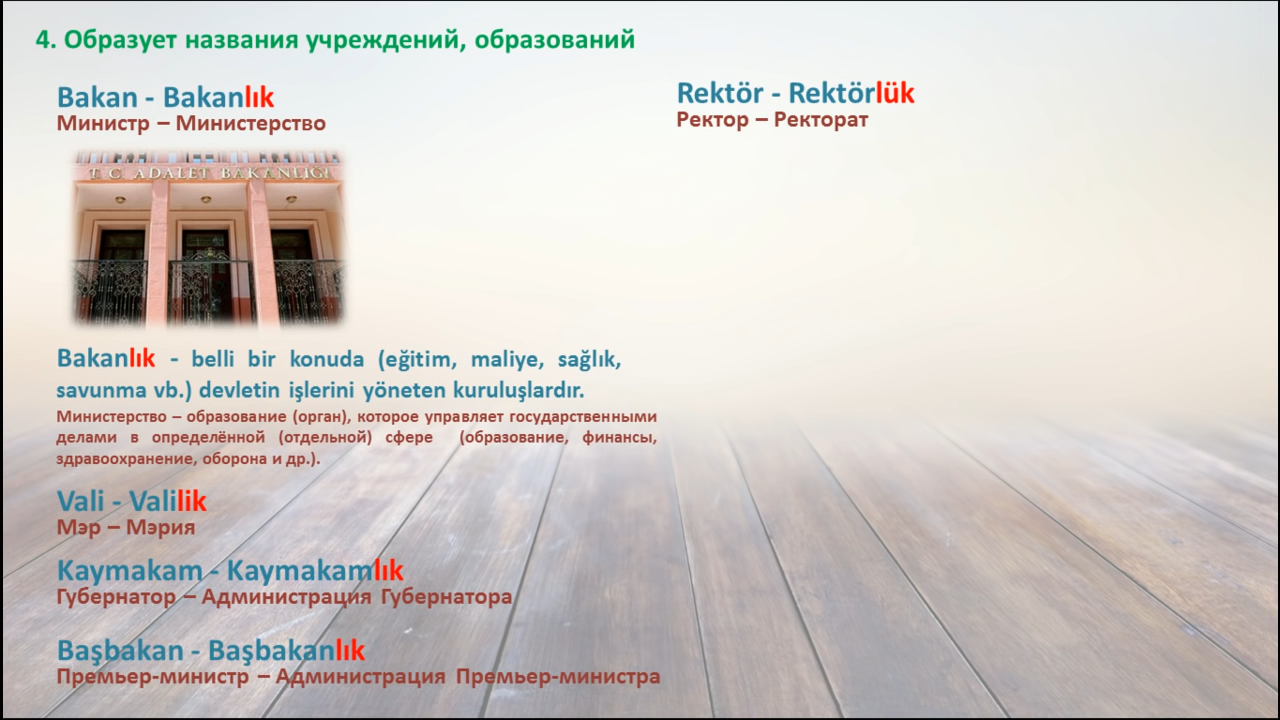 4. Образует названия учреждений, образований
Bakan - Bakanlık
Министр – Министерство
T.C. ADALET BAKANLIĞI
Bakanlık - belli bir konuda (eğitim, maliye, sağlık,
savunma vb.) devletin işlerini yöneten kuruluşlardır.
Министерство – образование (орган), которое управляет государственными
делами в определённой (отдельной) сфере (образование, финансы,
здравоохранение, оборона и др.).
Vali - Valilik
Мэр – Мэрия
Kaymakam - Kaymakamlık
Губернатор – Администрация Губернатора
Başbakan - Başbakanlık
Премьер-министр – Администрация Премьер-министра
Rektör - Rektörlük
Ректор – Ректорат